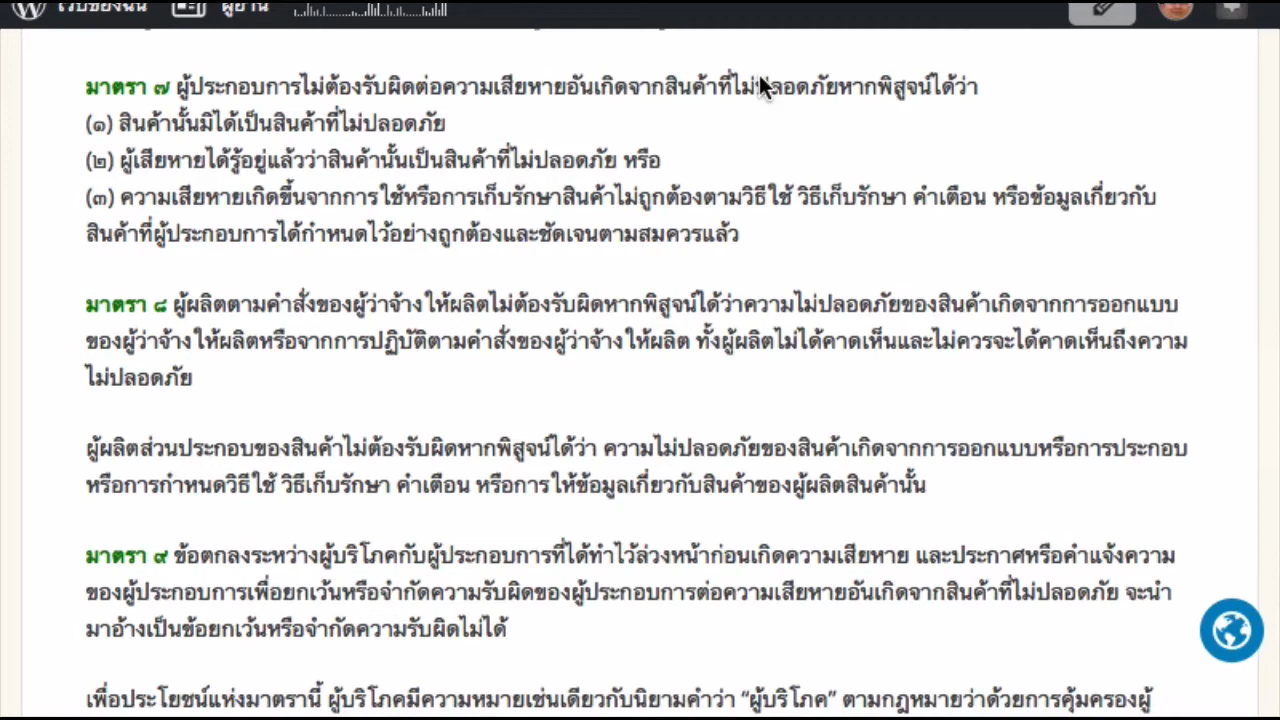 เว็บของฉัน
ผู้อ่าน
มาตรา ๗ ผู้ประกอบการไม่ต้องรับผิดต่อความเสียหายอันเกิดจากสินค้าที่ไม่ปลอดภัยหากพิสูจน์ได้ว่า
(๑) สินค้านั้นมิได้เป็นสินค้าที่ไม่ปลอดภัย
(๒) ผู้เสียหายได้รู้อยู่แล้วว่าสินค้านั้นเป็นสินค้าที่ไม่ปลอดภัย หรือ
(๓) ความเสียหายเกิดขึ้นจากการใช้หรือการเก็บรักษาสินค้าไม่ถูกต้องตามวิธีใช้ วิธีเก็บรักษา คำเตือน หรือข้อมูลเกี่ยวกับ
สินค้าที่ผู้ประกอบการได้กำหนดไว้อย่างถูกต้องและชัดเจนตามสมควรแล้ว
มาตรา ๘ ผู้ผลิตตามคำสั่งของผู้ว่าจ้างให้ผลิตไม่ต้องรับผิดหากพิสูจน์ได้ว่าความไม่ปลอดภัยของสินค้าเกิดจากการออกแบบ
ของผู้ว่าจ้างให้ผลิตหรือจากการปฏิบัติตามคำสั่งของผู้ว่าจ้างให้ผลิต ทั้งผู้ผลิตไม่ได้คาดเห็นและไม่ควรจะได้คาดเห็นถึงความ
ไม่ปลอดภัย
ผู้ผลิตส่วนประกอบของสินค้าไม่ต้องรับผิดหากพิสูจน์ได้ว่า ความไม่ปลอดภัยของสินค้าเกิดจากการออกแบบหรือการประกอบ
หรือการกำหนดวิธีใช้ วิธีเก็บรักษา คำเตือน หรือการให้ข้อมูลเกี่ยวกับสินค้าของผู้ผลิตสินค้านั้น
มาตรา ๙ ข้อตกลงระหว่างผู้บริโภคกับผู้ประกอบการที่ได้ทำไว้ล่วงหน้าก่อนเกิดความเสียหาย และประกาศหรือคำแจ้งความ
ของผู้ประกอบการเพื่อยกเว้นหรือจำกัดความรับผิดของผู้ประกอบการต่อความเสียหายอันเกิดจากสินค้าที่ไม่ปลอดภัย จะนำ
มาอ้างเป็นข้อยกเว้นหรือจำกัดความรับผิดไม่ได้
เพื่อประโยชน์แห่งมาตรานี้ ผู้บริโภคมีความหมายเช่นเดียวกับนิยามคำว่า “ผู้บริโภค” ตามกฎหมายว่าด้วยการคุ้มครองผู้